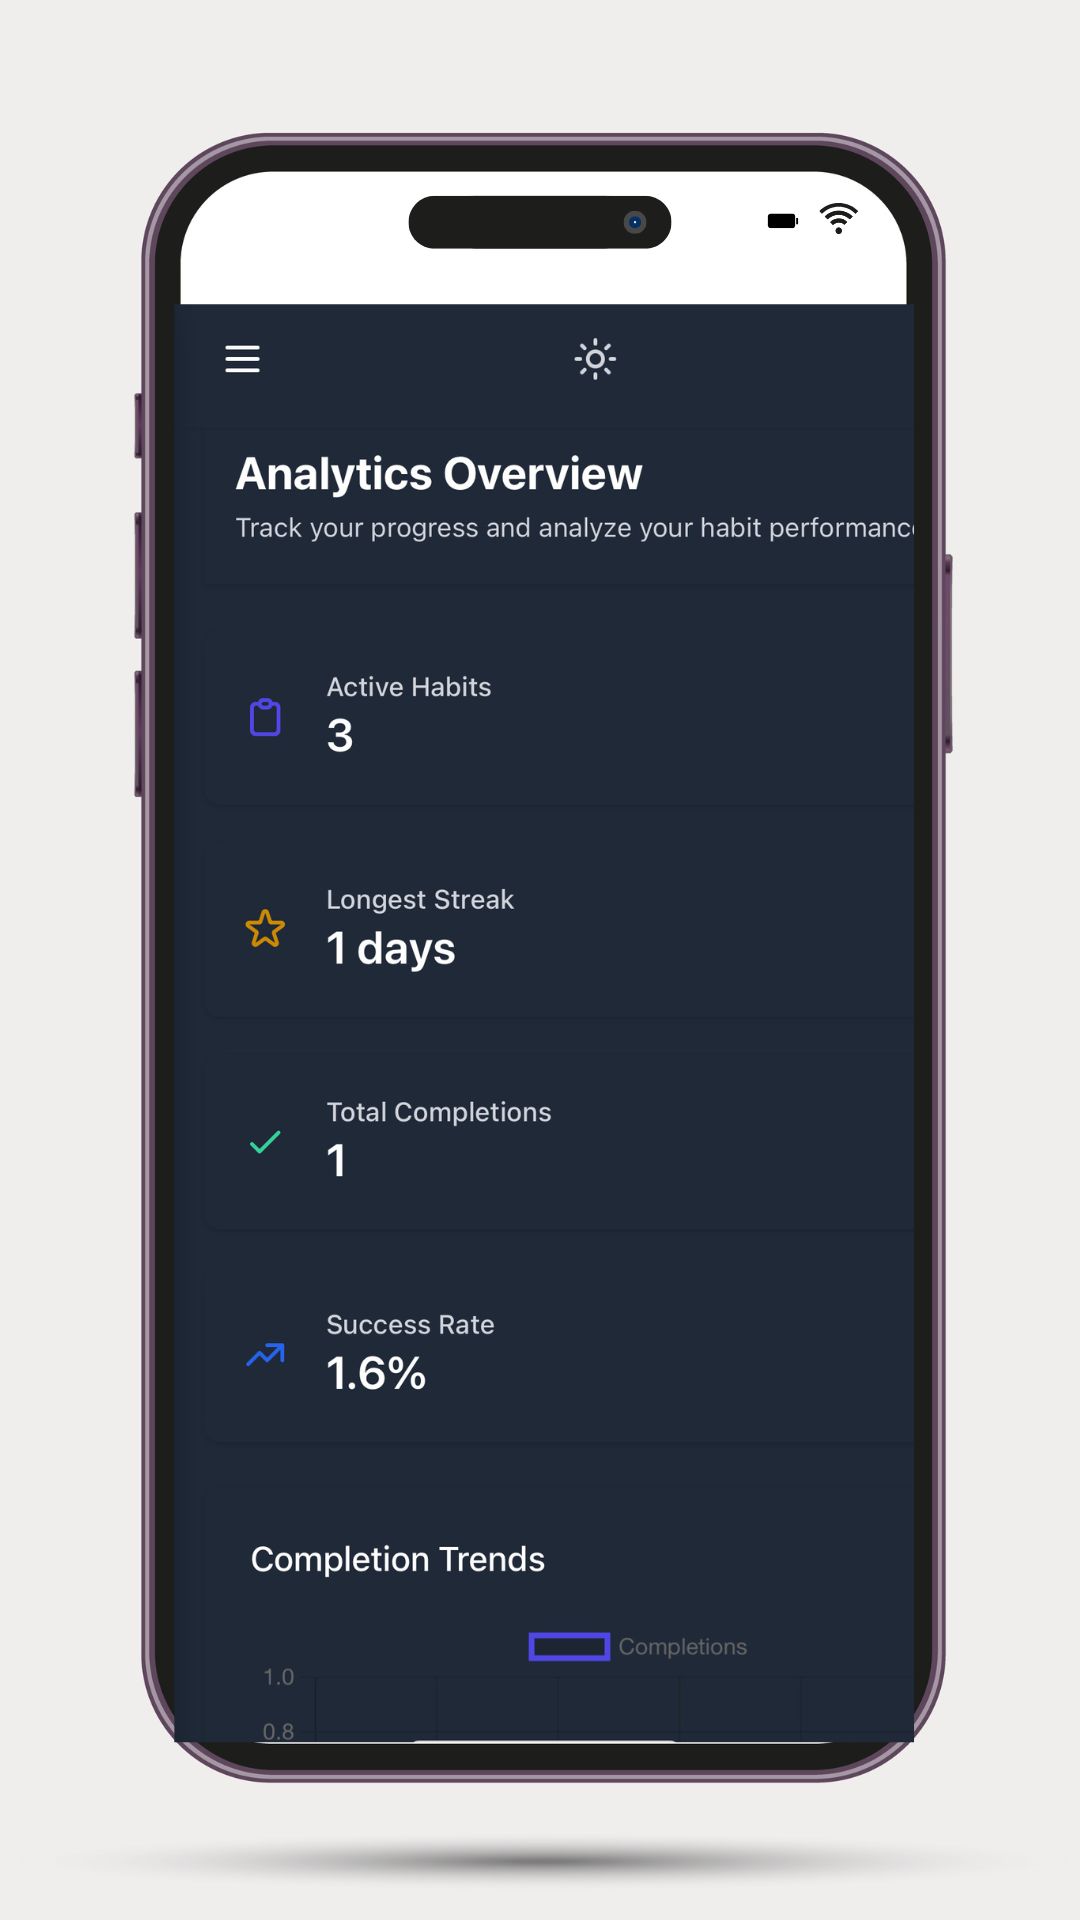 Analytics Overview
Track your progress and analyze your habit performanc
Active Habits
3
Longest Streak
1 days
Total Completions
1
Success Rate
1.6%
Completion Trends
Completions
1.0
0.8